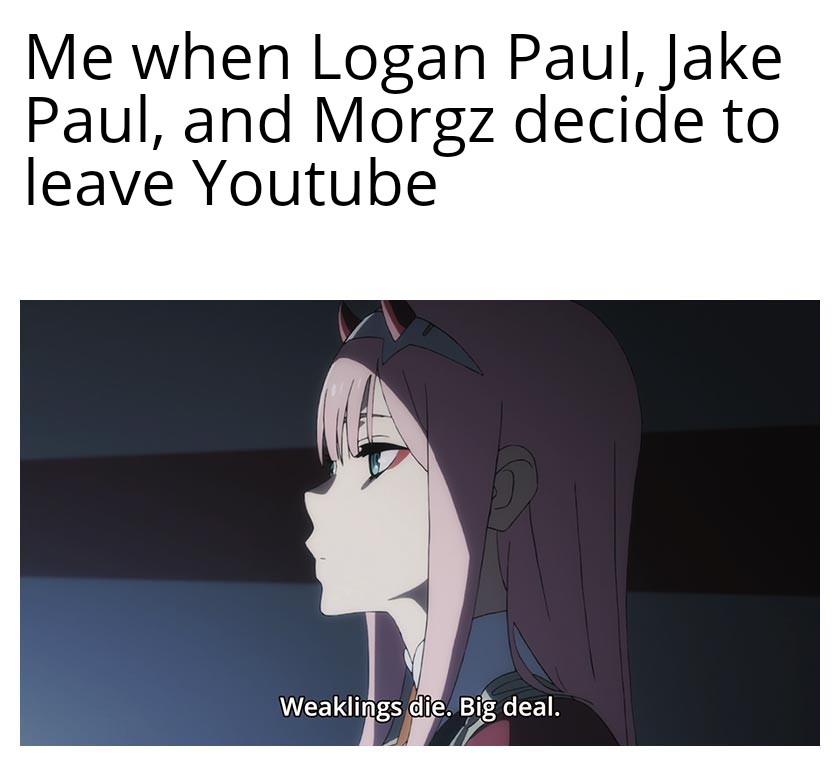 Me when Logan Paul, Jake
Paul, and Morgz decide to
leave Youtube
Weaklings die. Big deal.